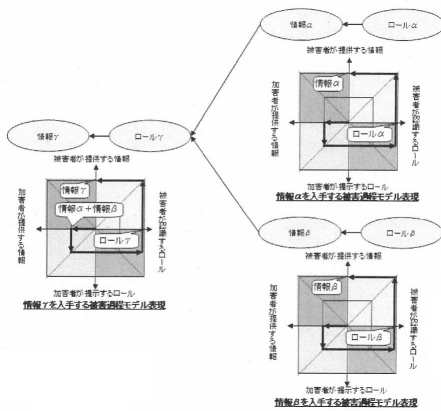 情報α
ロールα
被害者が提供する情報
情報α
加害者が提供する情報
被害者が認識するロール
ロールα
加害者が提示するロール
情報αを入手する被害過程モデル表現
情報γ
ロールγ
被害者が提供する情報
情報γ
情報α+情報β
加害者が提供する情報
被害者が認識するロール
ロールγ
加害者が提示するロール
情報γを入手する被害過程モデル表現
情報β
ロールβ
被害者が提供する情報
情報β
加害者が提供する情報
被害者が認識するロール
ロールβ
加害者が提示するロール
情報βを入手する被害過程モデル表現